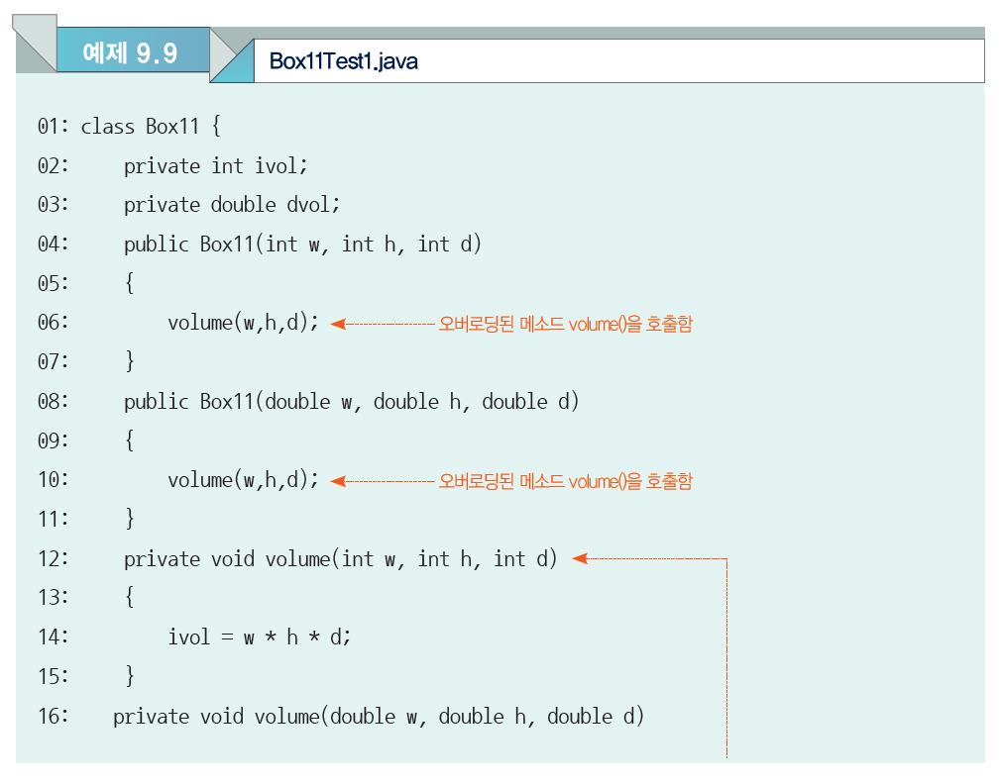 예제 9.9
Box11Test1.java
01: class Box11 {
02: private int ivol;
03: private double dvol;
04: public Box11(int w, int h, int d)
05: {
06: volume(w,h,d); 오버로딩된 메소드 volume()을 호출함
07: }
08: public Box11(double w, double h, double d)
09: {
10: volume(w,h,d); 오버로딩된 메소드 volume()을 호출함
11: }
12: private void volume(int w, int h, int d)
13: {
14: ivol = w * h * d;
15: }
16: private void volume(double w, double h, double d)